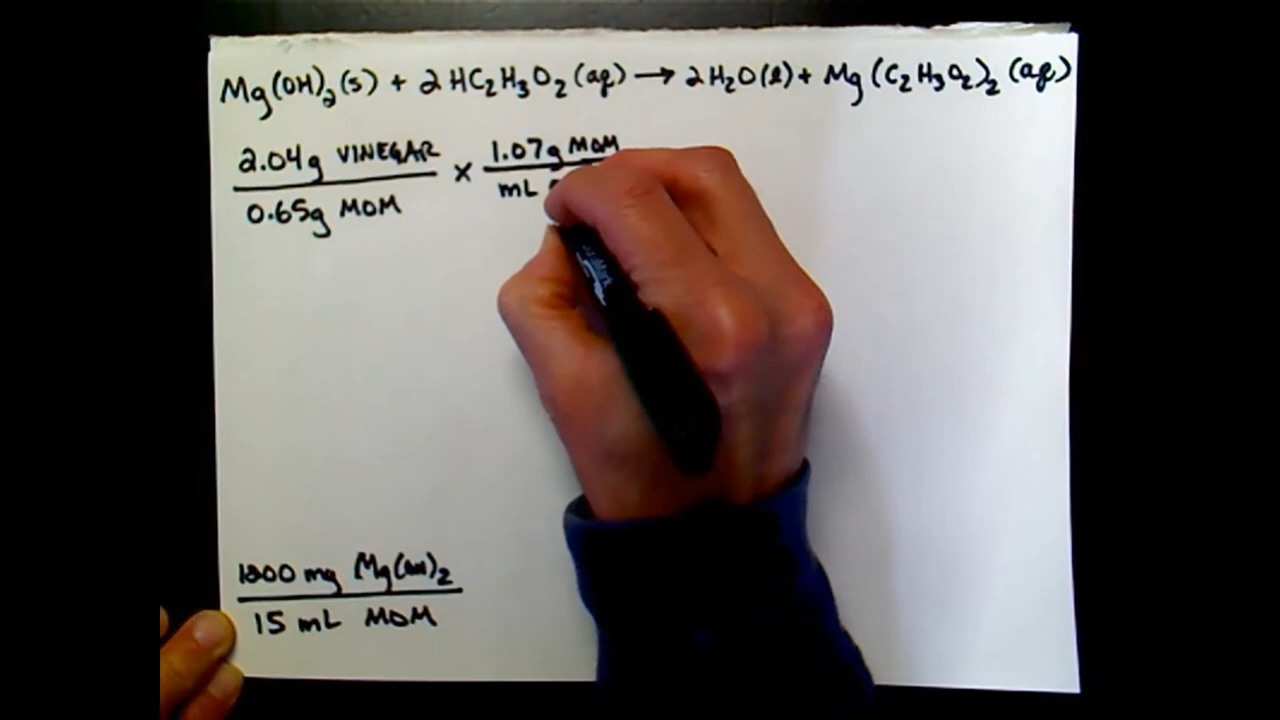 Mg(OH)₂(s) + 2HC₂H₃O₂(aq) → 2H₂O(l) + Mg(C₂H₃O₂)₂(aq)
2.04g VINEGAR × 1.07g MOM
0.65g MOM mL
1200 mg Mg(OH)₂
15 mL MOM